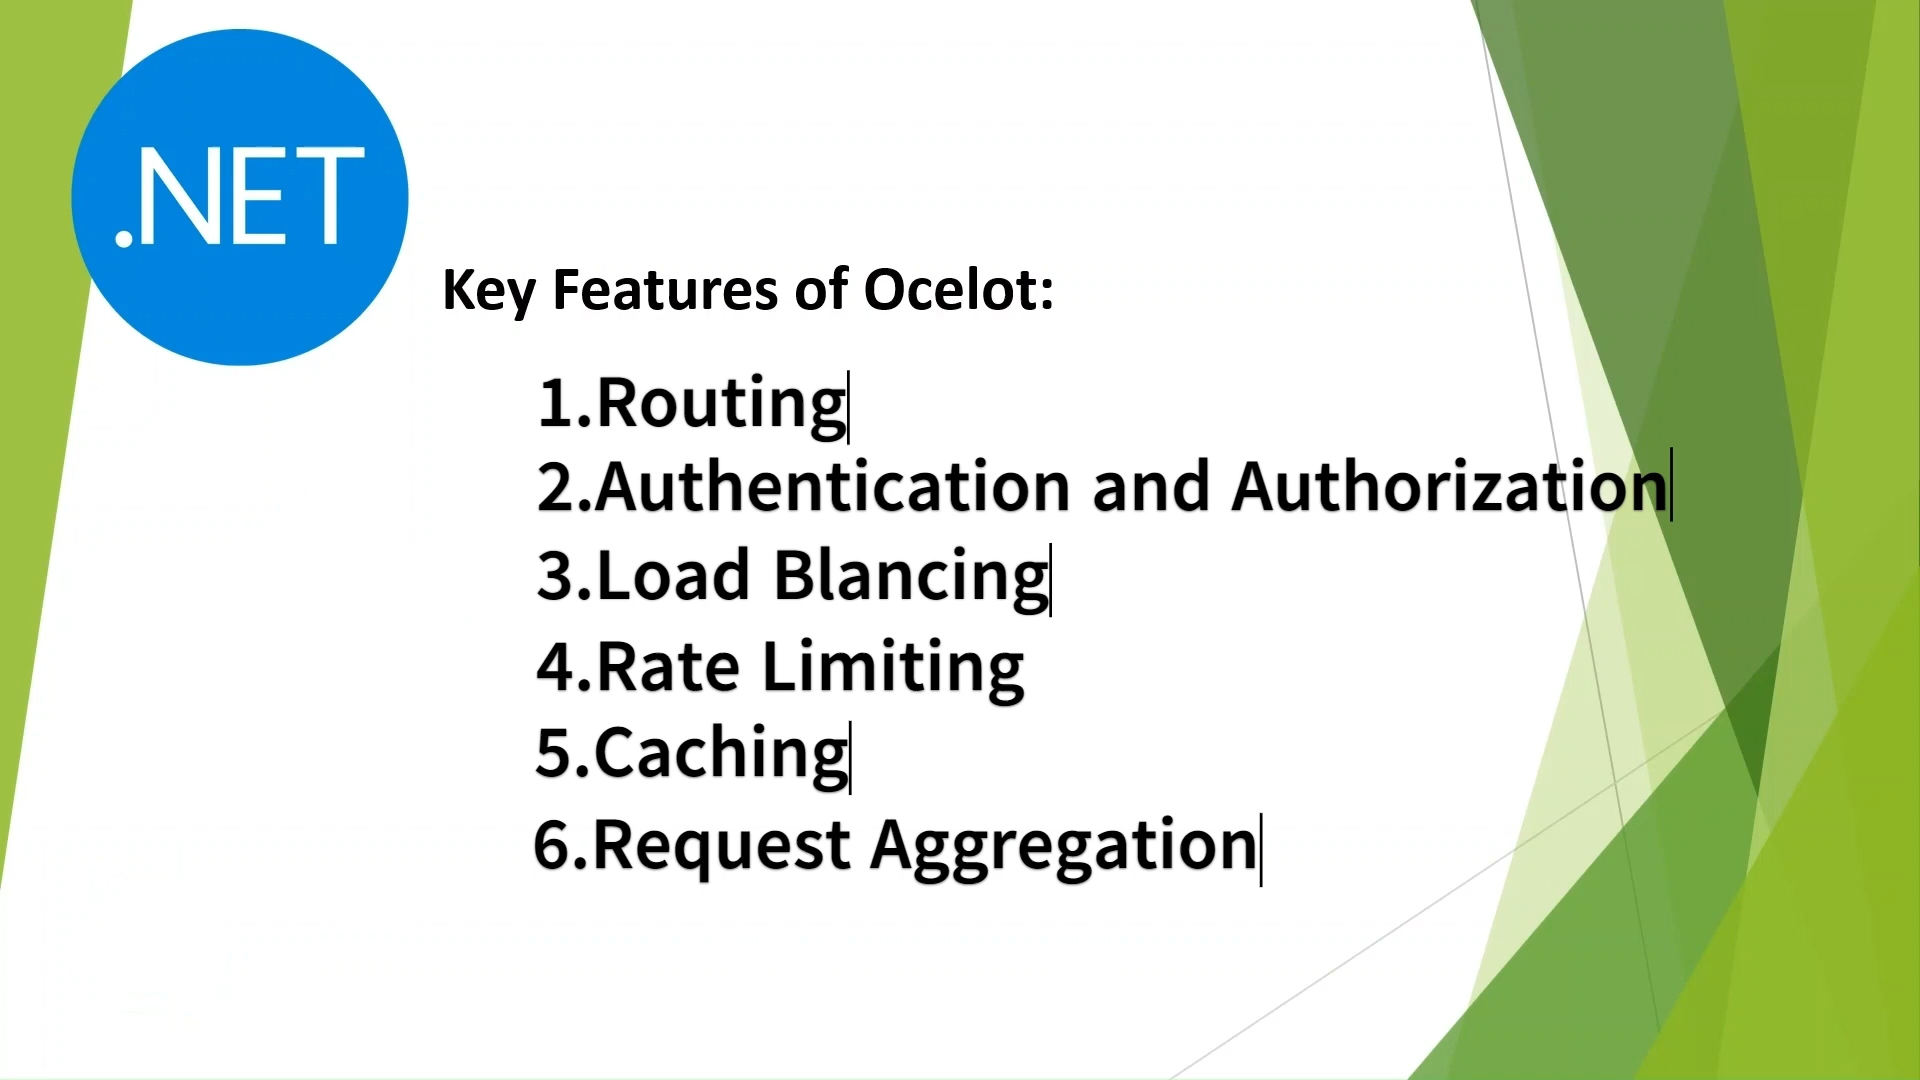 .NET
Key Features of Ocelot:
1.Routing
2.Authentication and Authorization
3.Load Blancing
4.Rate Limiting
5.Caching
6.Request Aggregation